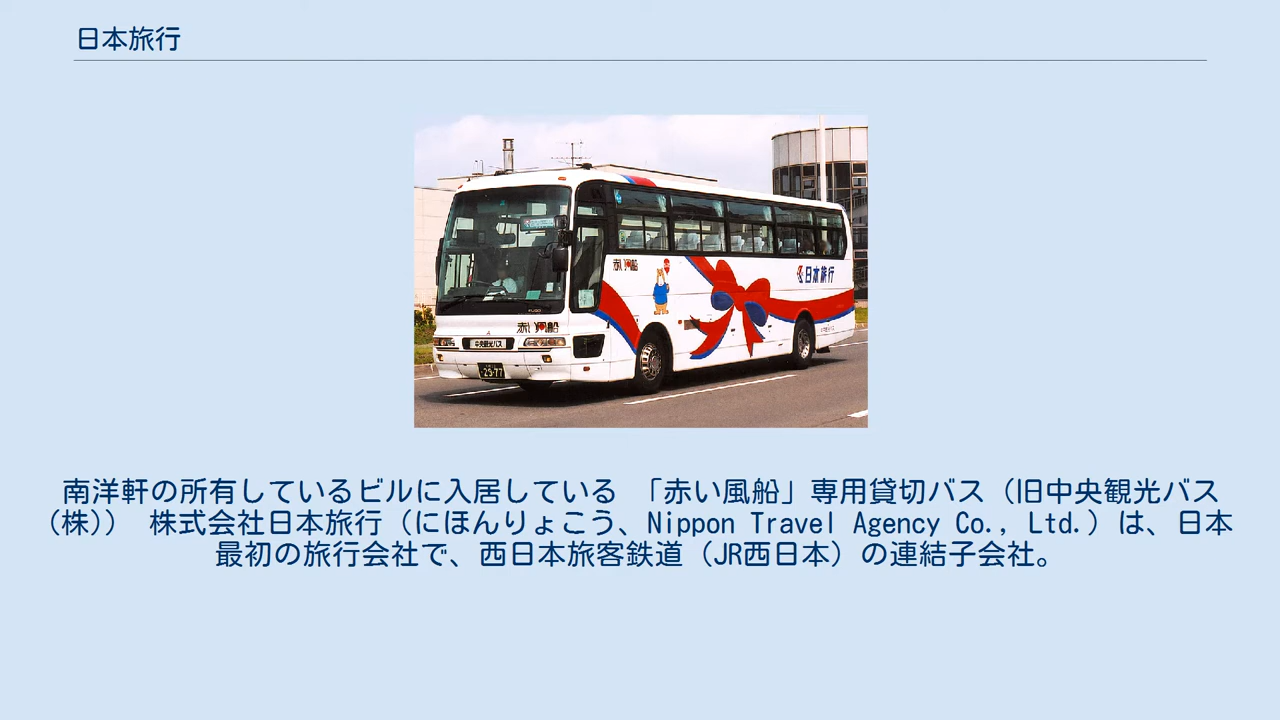 日本旅行
赤い風船
日本旅行
赤い風船
中央観光バス
29-77
南洋軒の所有しているビルに入居している 「赤い風船」専用貸切バス（旧中央観光バス
（株）） 株式会社日本旅行（にほんりょこう、Nippon Travel Agency Co., Ltd.）は、日本
最初の旅行会社で、西日本旅客鉄道（JR西日本）の連結子会社。